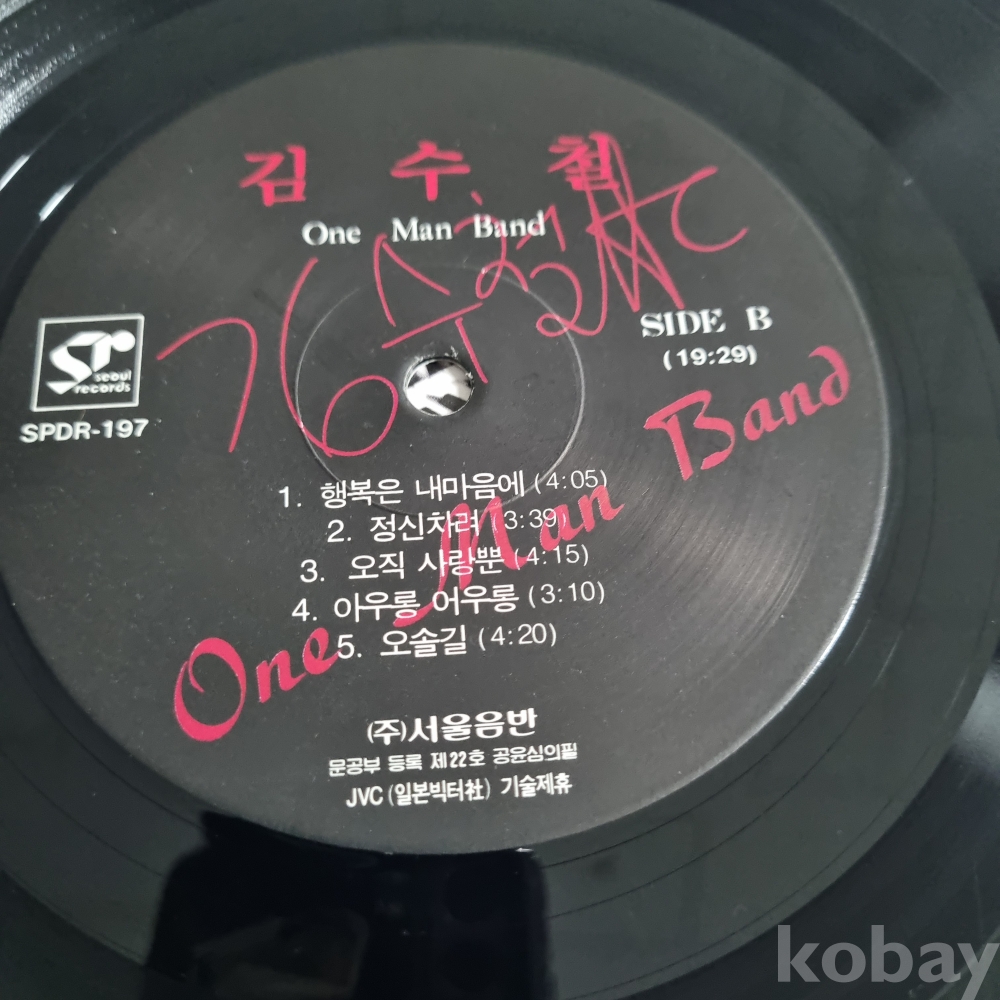 김 수 철
One Man Band
김수철
SIDE B
(19:29)
seoul
records
SPDR-197
1. 행복은 내마음에 (4:05)
2. 정신차려 (3:39)
3. 오직 사랑뿐 (4:15)
4. 아우롱 어우롱 (3:10)
5. 오솔길 (4:20)
One Man Band
(주)서울음반
문공부 등록 제22호 공윤심의필
JVC (일본빅터社) 기술제휴
kobay